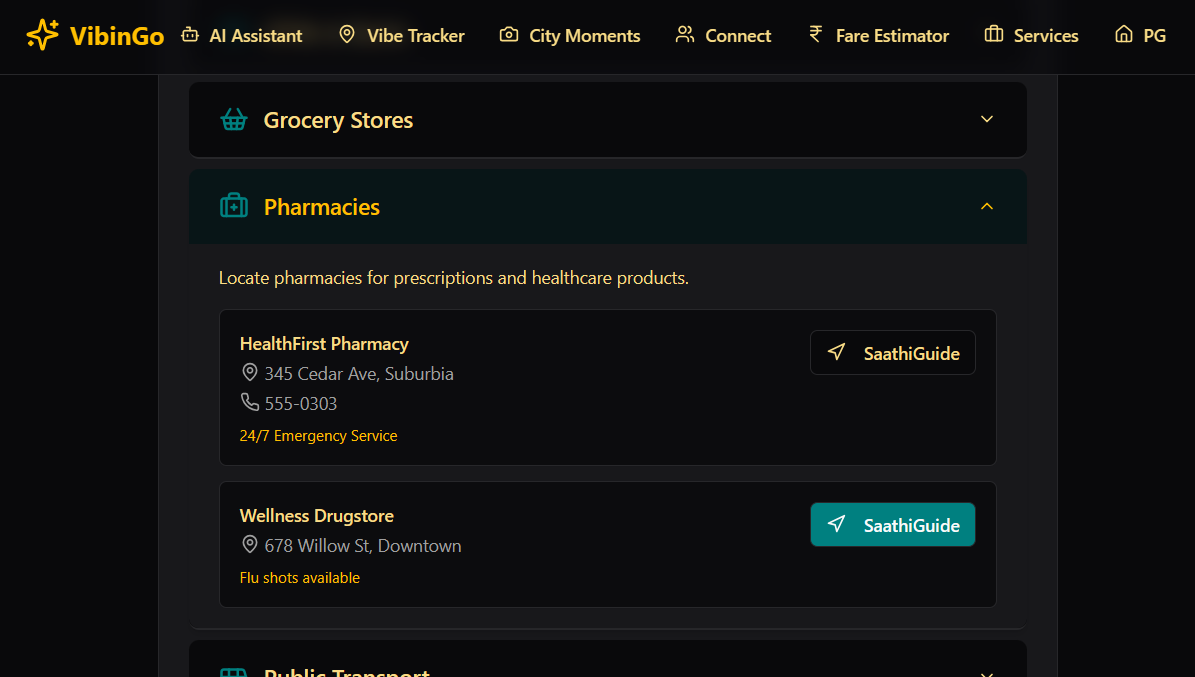 VibinGo AI Assistant Vibe Tracker City Moments Connect Fare Estimator Services PG
Grocery Stores
Pharmacies
Locate pharmacies for prescriptions and healthcare products.
HealthFirst Pharmacy
SaathiGuide
345 Cedar Ave, Suburbia
555-0303
24/7 Emergency Service
Wellness Drugstore
SaathiGuide
678 Willow St, Downtown
Flu shots available
Public Transport